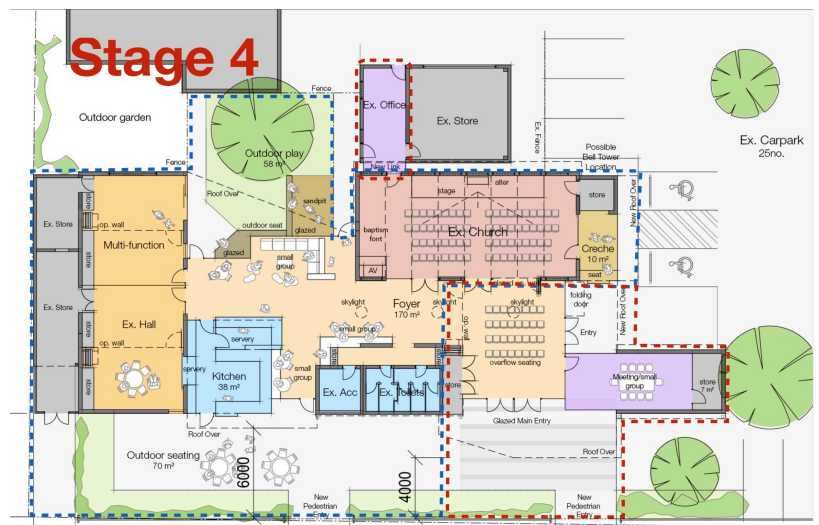 Stage 4
Fence
Outdoor garden
Ex. Office
Ex. Store
Ex. Fence
Ex. Carpark
25no.
Outdoor play
58 m²
Possible
Bell Tower
Location
Fence
New Link
Roof Over
stage
alter
store
New Roof Over
store
Ex. Store
op. wall
sandpit
outdoor seat
glazed
baptism
font
Ex. Church
Multi-function
Creche
10 m²
glazed
small
group
store
AV
seat
Ex. Store
skylight
Foyer
170 m²
skylight
skylight
folding
door
New Roof Over
store
Ex. Hall
servery
small group
op. wall
Entry
op. wall
overflow seating
servery
Kitchen
38 m²
small
group
store
Meeting/small
group
store
7 m²
store
Ex. Acc
Ex. Toilets
store
Glazed Main Entry
Roof Over
Roof Over
Outdoor seating
70 m²
6000
4000
New
Pedestrian
Entry
New
Pedestrian
Entry